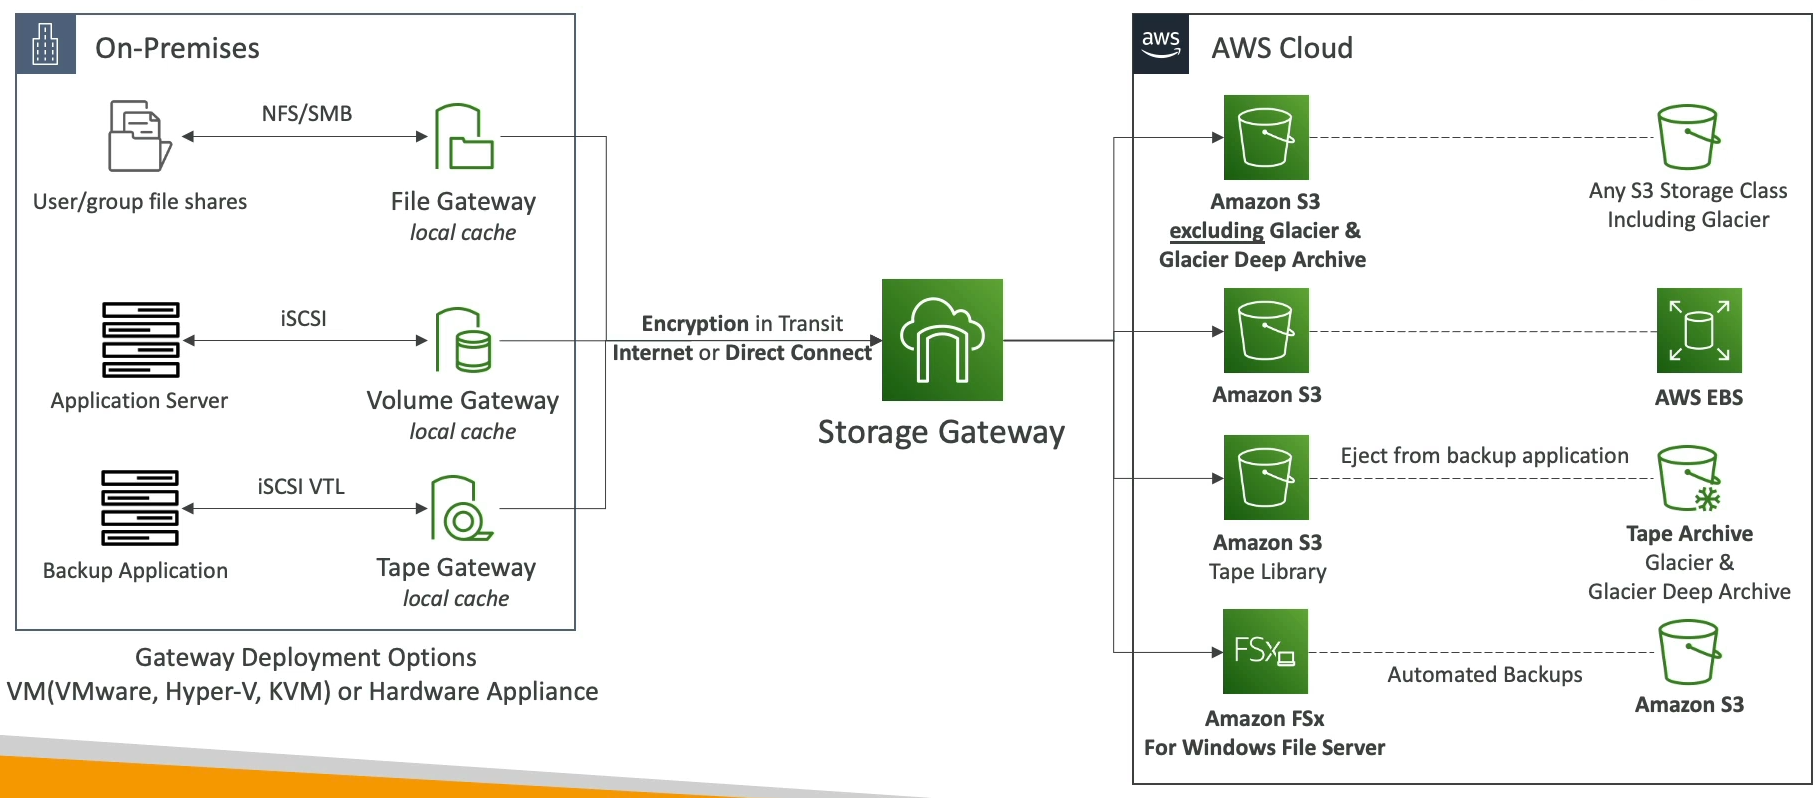 On-Premises
NFS/SMB
User/group file shares
File Gateway
local cache
iSCSI
Application Server
Volume Gateway
local cache
iSCSI VTL
Backup Application
Tape Gateway
local cache
Gateway Deployment Options
VM(VMware, Hyper-V, KVM) or Hardware Appliance
Encryption in Transit
Internet or Direct Connect
Storage Gateway
aws
AWS Cloud
Amazon S3
excluding Glacier &
Glacier Deep Archive
Any S3 Storage Class
Including Glacier
Amazon S3
AWS EBS
Eject from backup application
Amazon S3
Tape Library
Tape Archive
Glacier &
Glacier Deep Archive
FSx
Automated Backups
Amazon FSx
For Windows File Server
Amazon S3